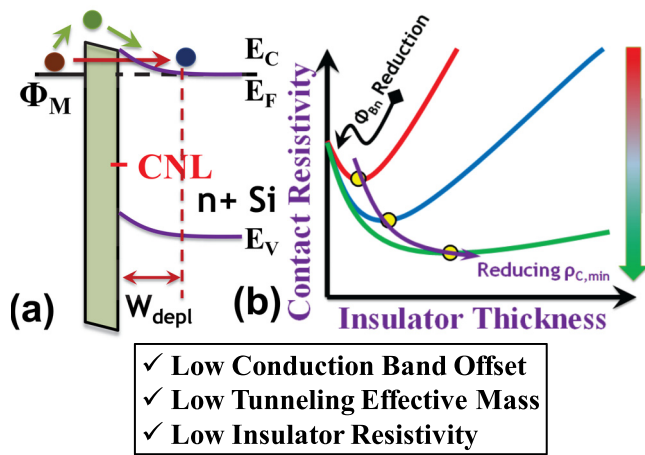 E_C
Φ_M
E_F
CNL
n+ Si
E_V
W_depl
(a)
Contact Resistivity
Φ_Bn Reduction
Reducing ρ_C,min
Insulator Thickness
(b)
✓ Low Conduction Band Offset
✓ Low Tunneling Effective Mass
✓ Low Insulator Resistivity